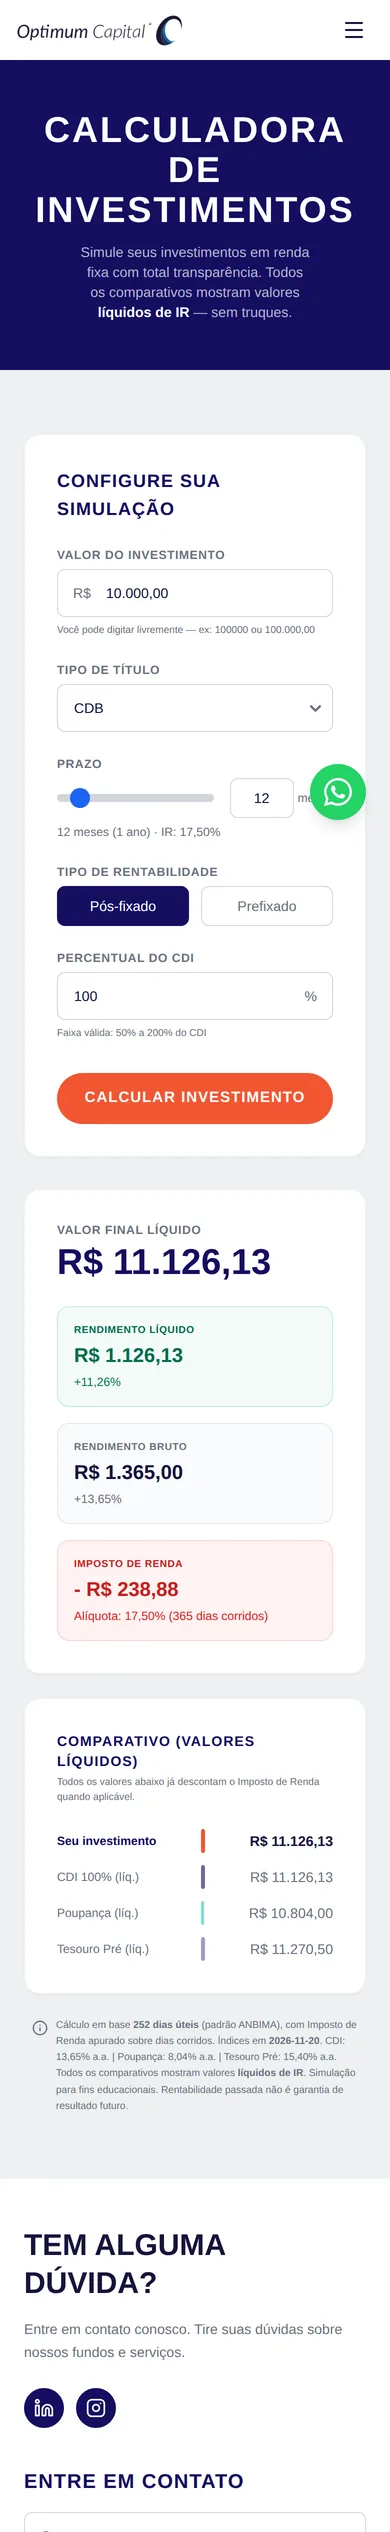 Optimum Capital
CALCULADORA
DE
INVESTIMENTOS
Simule seus investimentos em renda
fixa com total transparência. Todos
os comparativos mostram valores
líquidos de IR — sem truques.
CONFIGURE SUA
SIMULAÇÃO
VALOR DO INVESTIMENTO
R$ 10.000,00
Você pode digitar livremente — ex: 100000 ou 100.000,00
TIPO DE TÍTULO
CDB
PRAZO
12
12 meses (1 ano) · IR: 17,50%
TIPO DE RENTABILIDADE
Pós-fixado Prefixado
PERCENTUAL DO CDI
100 %
Faixa válida: 50% a 200% do CDI
CALCULAR INVESTIMENTO
VALOR FINAL LÍQUIDO
R$ 11.126,13
RENDIMENTO LÍQUIDO
R$ 1.126,13
+11,26%
RENDIMENTO BRUTO
R$ 1.365,00
+13,65%
IMPOSTO DE RENDA
- R$ 238,88
Alíquota: 17,50% (365 dias corridos)
COMPARATIVO (VALORES
LÍQUIDOS)
Todos os valores abaixo já descontam o Imposto de Renda
quando aplicável.
Seu investimento R$ 11.126,13
CDI 100% (líq.) R$ 11.126,13
Poupança (líq.) R$ 10.804,00
Tesouro Pré (líq.) R$ 11.270,50
Cálculo em base 252 dias úteis (padrão ANBIMA), com Imposto de
Renda apurado sobre dias corridos. Índices em 2026-11-20. CDI:
13,65% a.a. | Poupança: 8,04% a.a. | Tesouro Pré: 15,40% a.a.
Todos os comparativos mostram valores líquidos de IR. Simulação
para fins educacionais. Rentabilidade passada não é garantia de
resultado futuro.
TEM ALGUMA
DÚVIDA?
Entre em contato conosco. Tire suas dúvidas sobre
nossos fundos e serviços.
ENTRE EM CONTATO